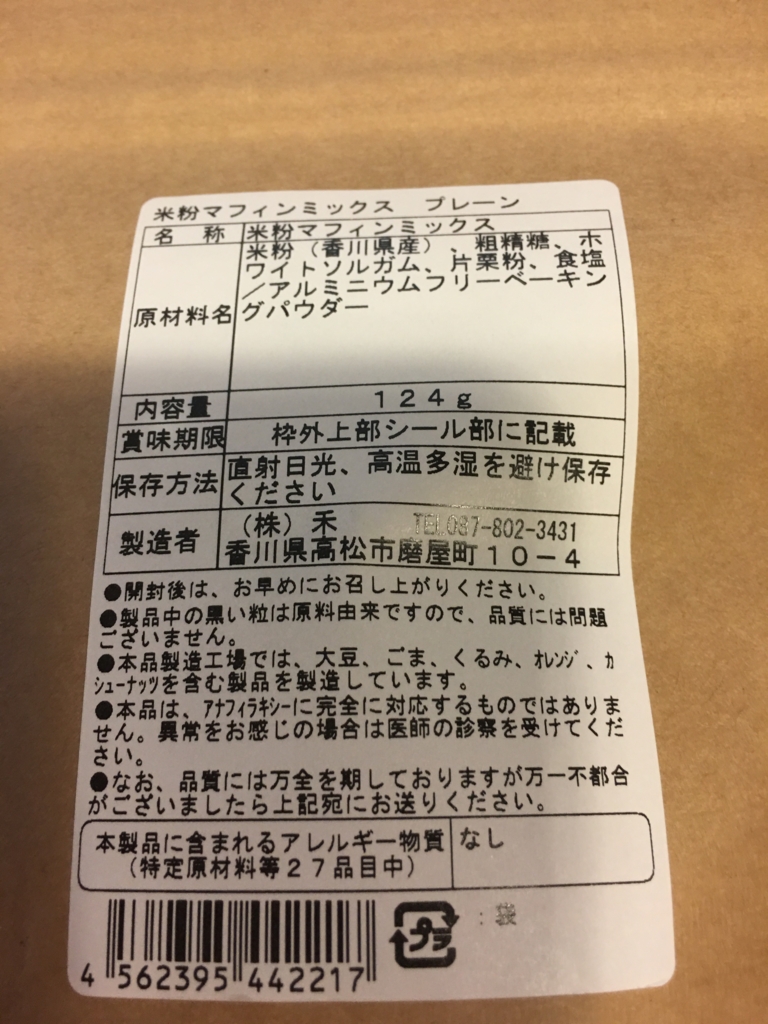 米粉マフィンミックス　プレーン
名　称 米粉マフィンミックス
原材料名 米粉（香川県産）、粗精糖、ホ
ワイトソルガム、片栗粉、食塩
／アルミニウムフリーベーキン
グパウダー
内容量 １２４ｇ
賞味期限 枠外上部シール部に記載
保存方法 直射日光、高温多湿を避け保存
ください
製造者 （株）禾 TEL087-802-3431
香川県高松市磨屋町１０－４
●開封後は、お早めにお召し上がりください。
●製品中の黒い粒は原料由来ですので、品質には問題
ございません。
●本品製造工場では、大豆、ごま、くるみ、ｵﾚﾝｼﾞ、ｶ
ｼｭｰﾅｯﾂを含む製品を製造しています。
●本品は、ｱﾅﾌｨﾗｷｼｰに完全に対応するものではありま
せん。異常をお感じの場合は医師の診察を受けてくだ
さい。
●なお、品質には万全を期しておりますが万一不都合
がございましたら上記宛にお送りください。
本製品に含まれるアレルギー物質 なし
（特定原材料等２７品目中）
プラ ：袋
4 562395 442217